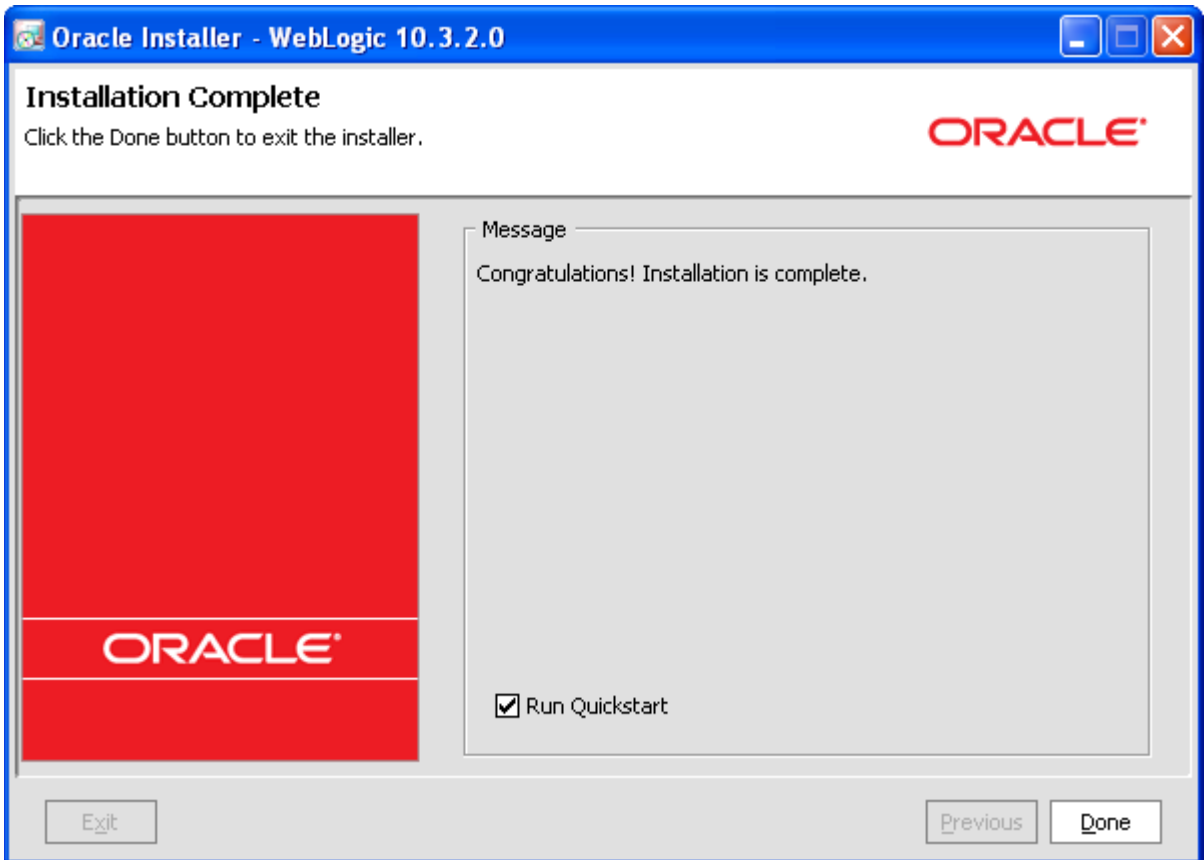 Oracle Installer - WebLogic 10.3.2.0
Installation Complete
Click the Done button to exit the installer.
ORACLE®
Message
Congratulations! Installation is complete.
ORACLE®
Run Quickstart
Exit
Previous
Done